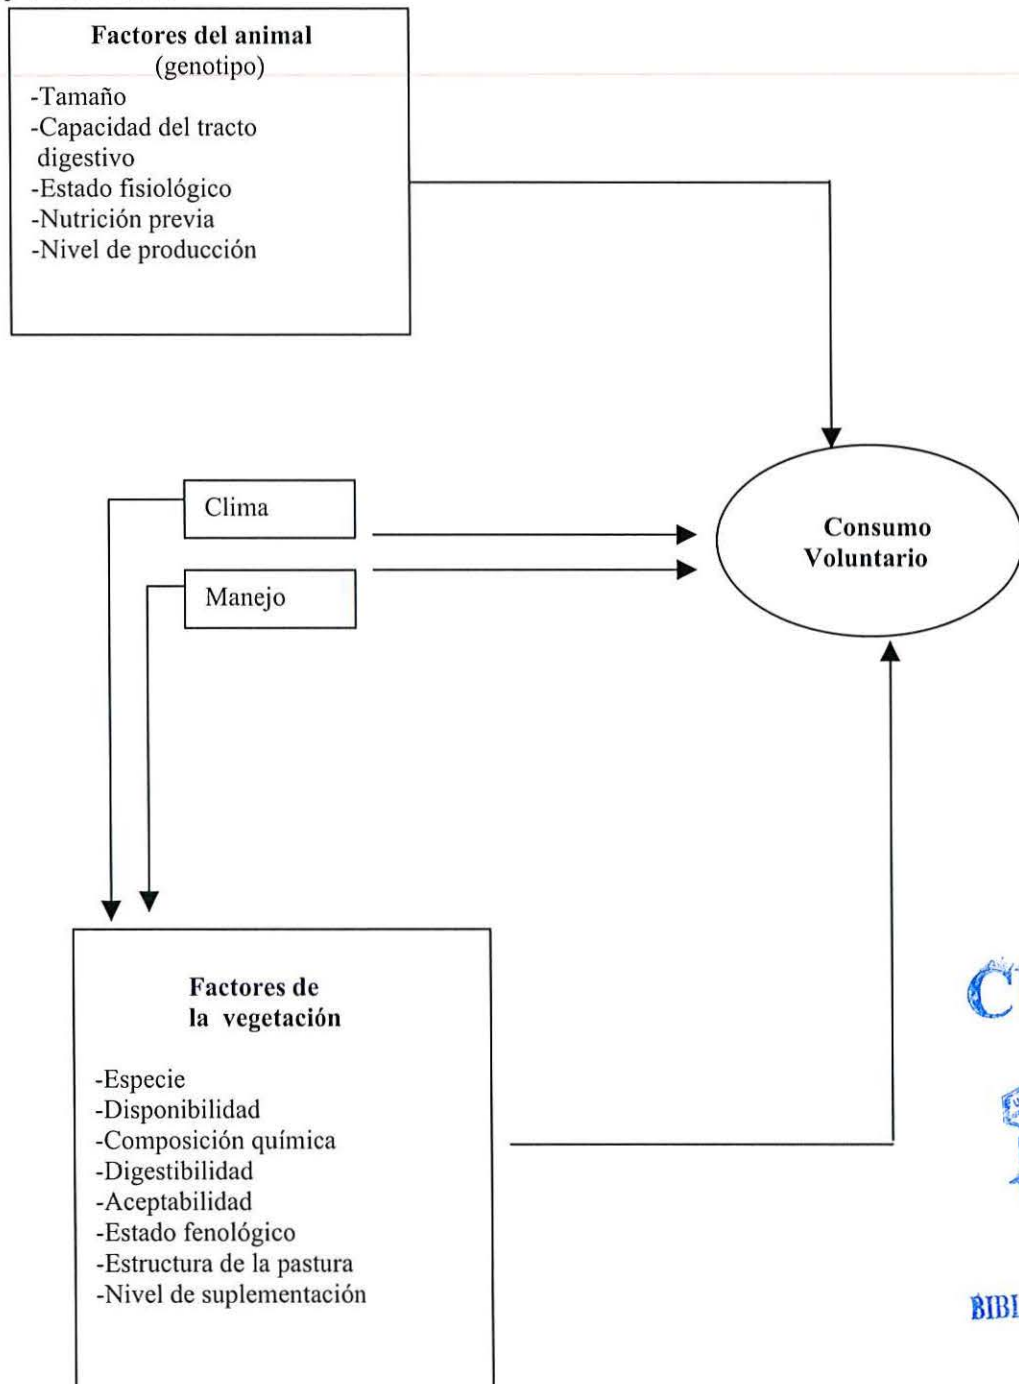 Factores del animal
(genotipo)
-Tamaño
-Capacidad del tracto
digestivo
-Estado fisiológico
-Nutrición previa
-Nivel de producción
Clima
Manejo
Consumo
Voluntario
Factores de
la vegetación
-Especie
-Disponibilidad
-Composición química
-Digestibilidad
-Aceptabilidad
-Estado fenológico
-Estructura de la pastura
-Nivel de suplementación
C
BIBI